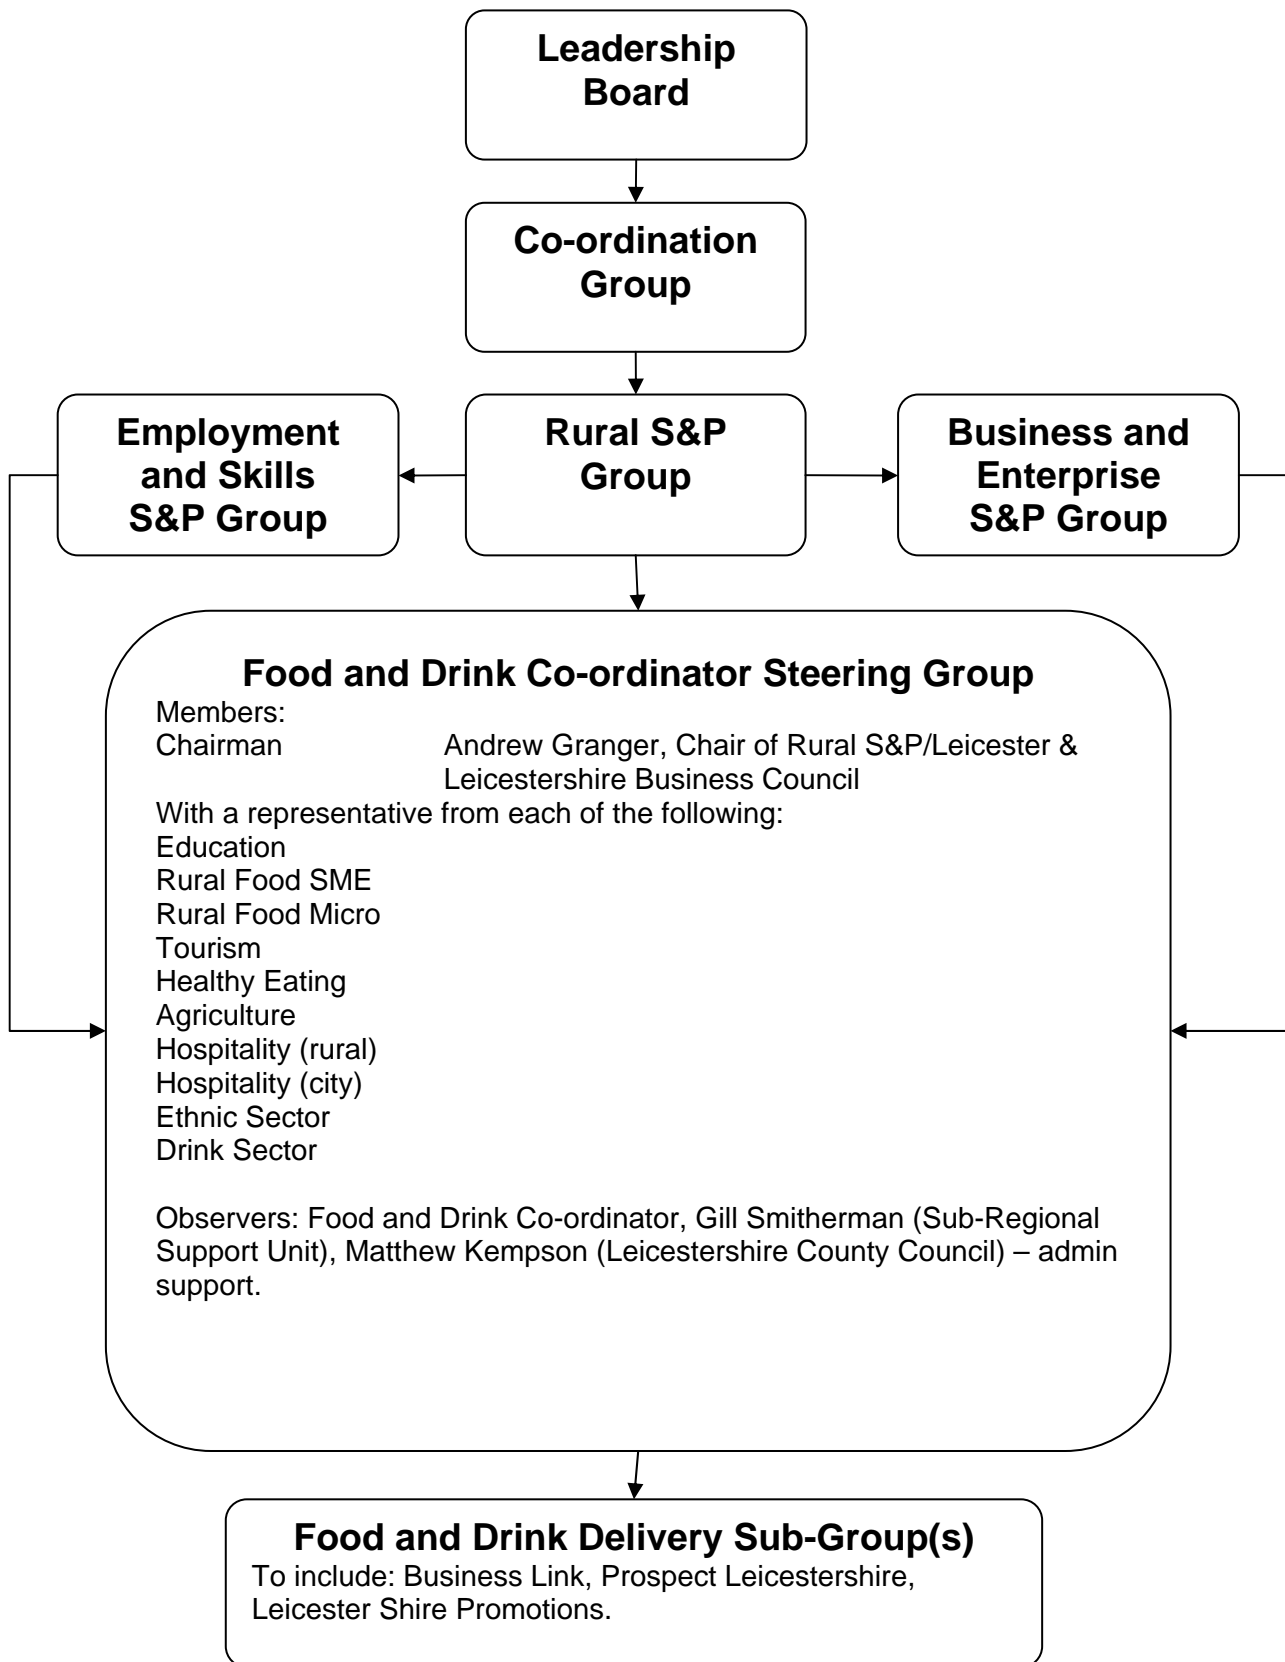 Leadership
Board
Co-ordination
Group
Employment
and Skills
S&P Group
Rural S&P
Group
Business and
Enterprise
S&P Group
Food and Drink Co-ordinator Steering Group
Members:
Chairman Andrew Granger, Chair of Rural S&P/Leicester &
Leicestershire Business Council
With a representative from each of the following:
Education
Rural Food SME
Rural Food Micro
Tourism
Healthy Eating
Agriculture
Hospitality (rural)
Hospitality (city)
Ethnic Sector
Drink Sector
Observers: Food and Drink Co-ordinator, Gill Smitherman (Sub-Regional
Support Unit), Matthew Kempson (Leicestershire County Council) – admin
support.
Food and Drink Delivery Sub-Group(s)
To include: Business Link, Prospect Leicestershire,
Leicester Shire Promotions.